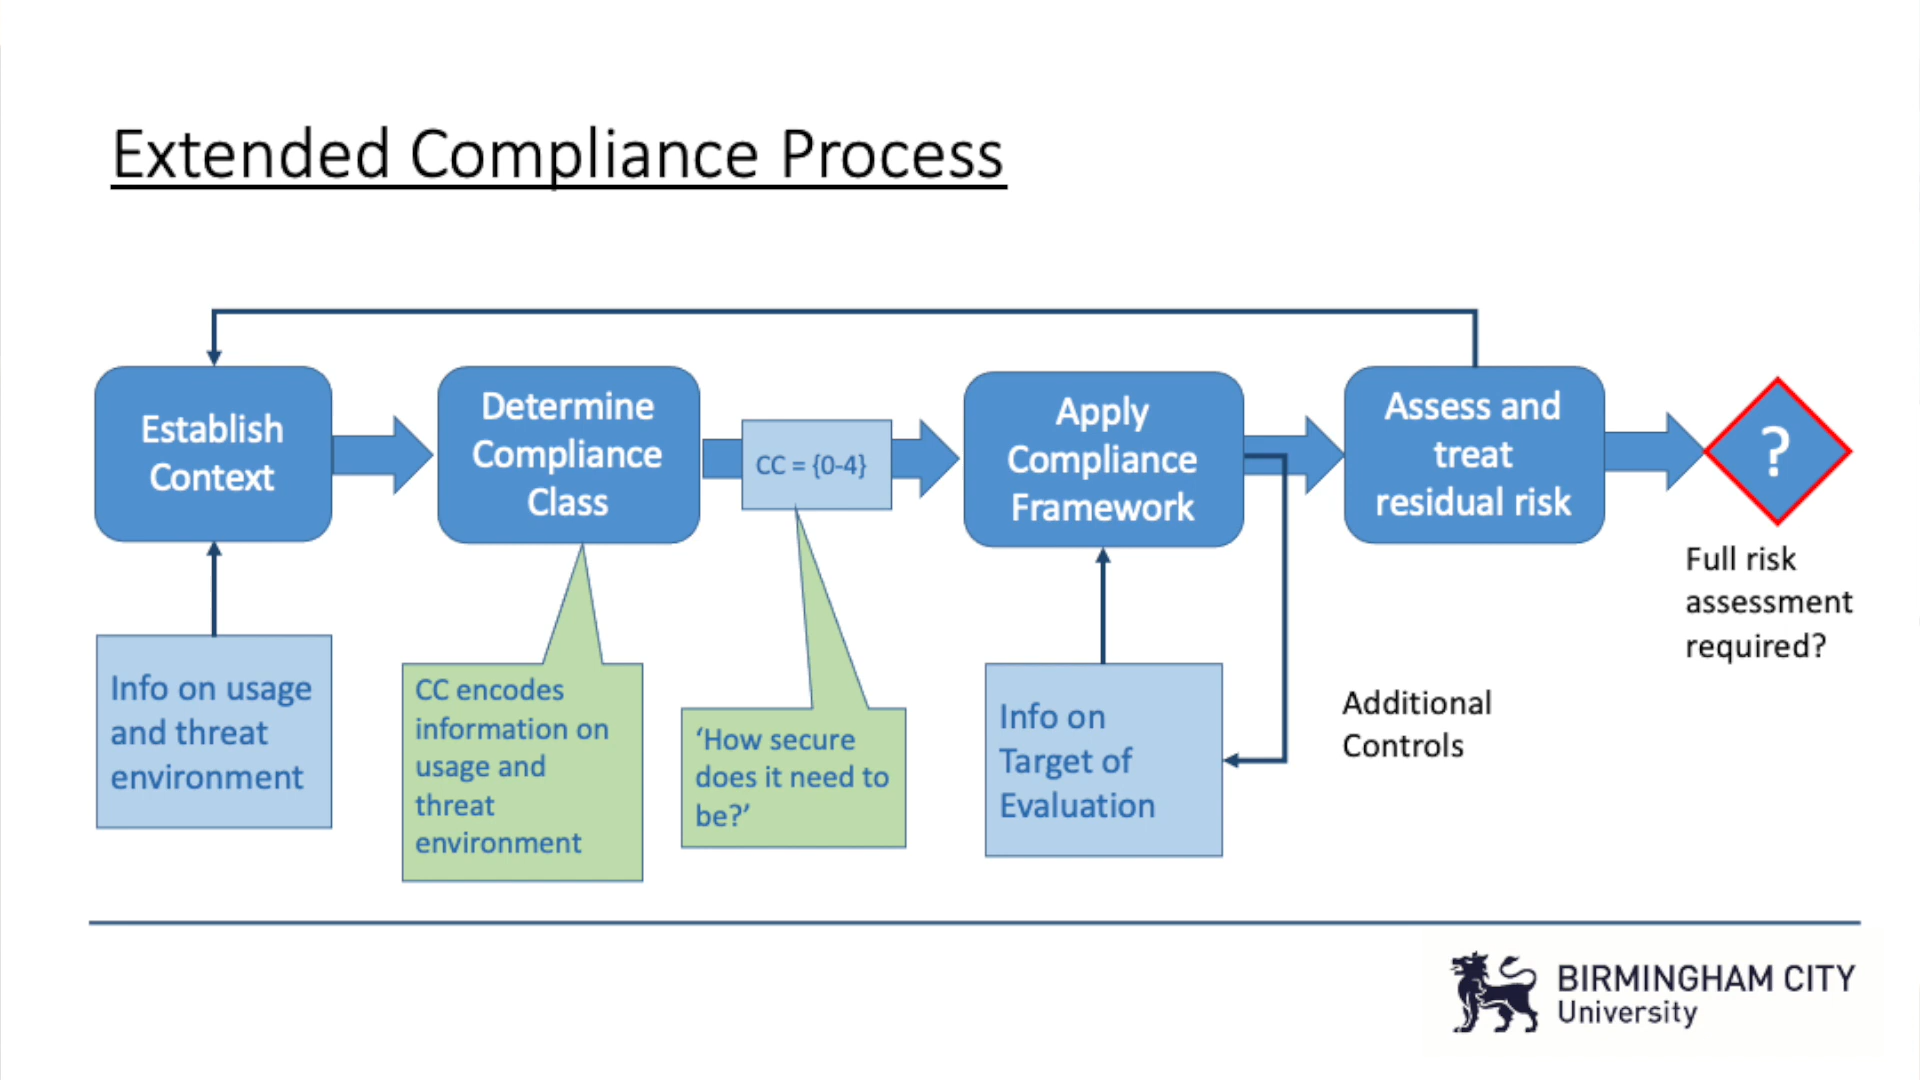 Extended Compliance Process
Establish
Context
Determine
Compliance
Class
CC = {0-4}
Apply
Compliance
Framework
Assess and
treat
residual risk
?
Full risk
assessment
required?
Info on usage
and threat
environment
CC encodes
information on
usage and
threat
environment
‘How secure
does it need to
be?’
Info on
Target of
Evaluation
Additional
Controls
BIRMINGHAM CITY
University